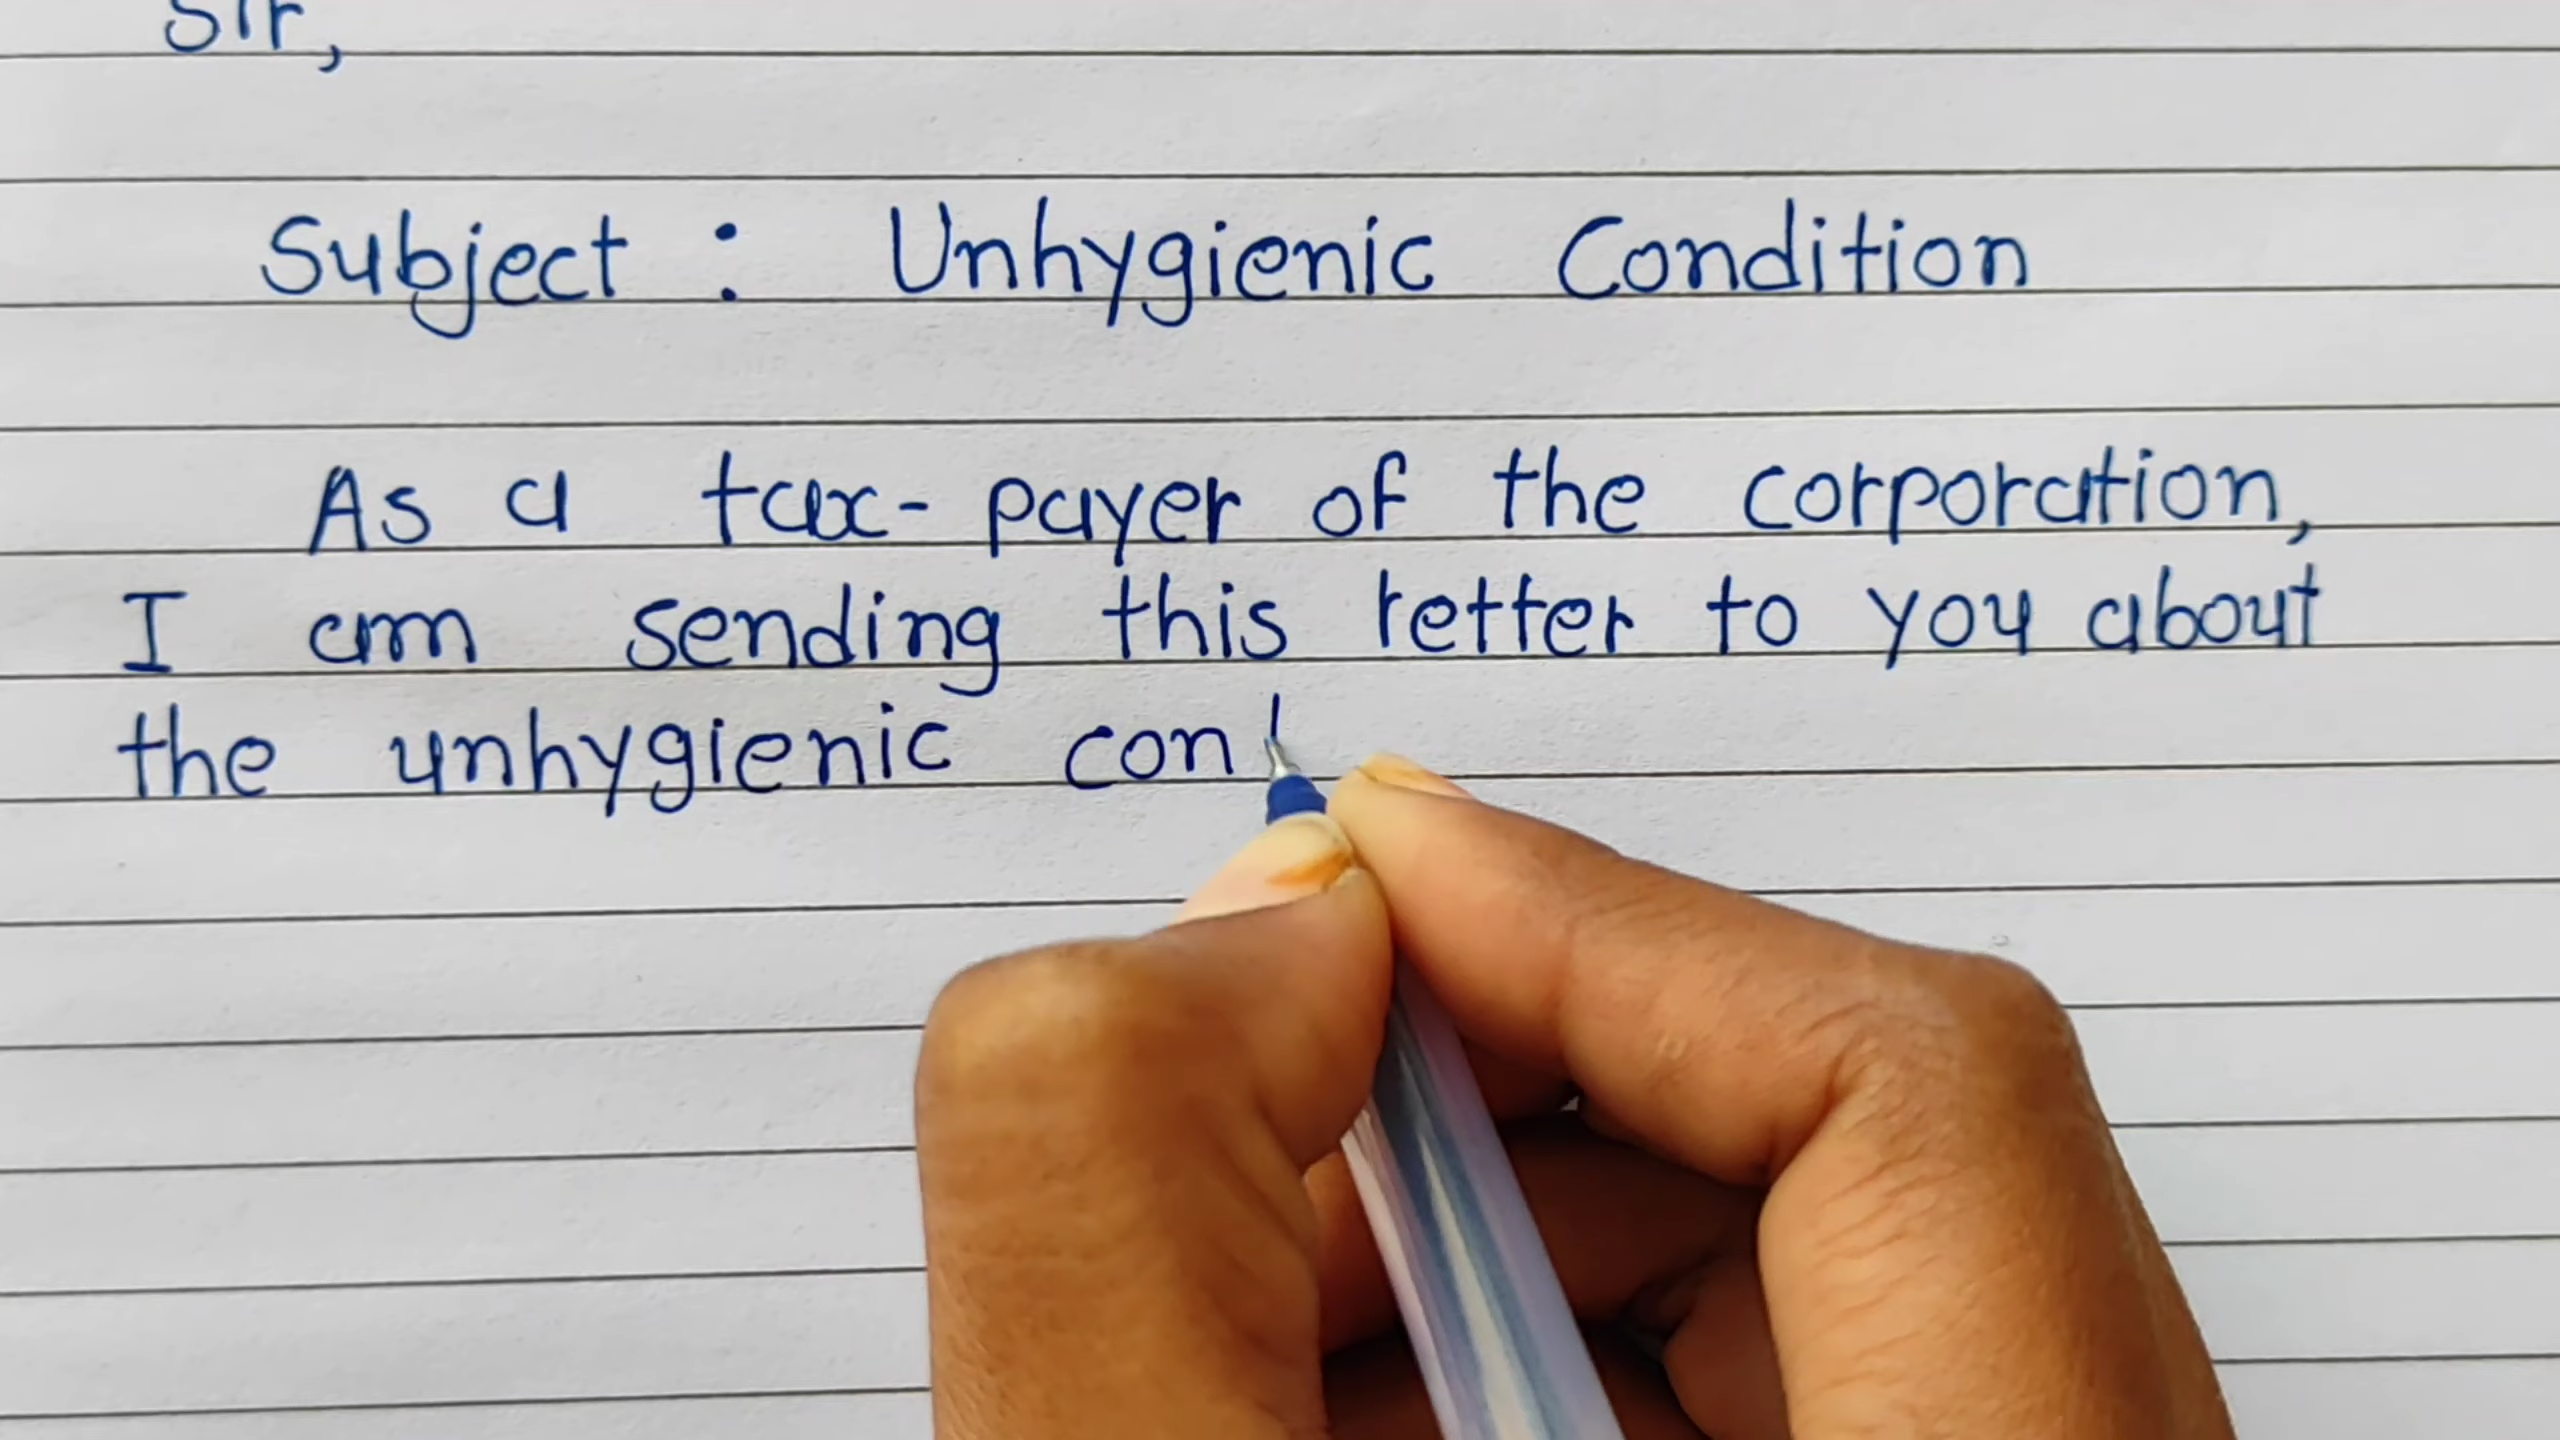 Sir,
Subject : Unhygienic Condition
As a tax-payer of the corporation,
I am sending this letter to you about
the unhygienic con